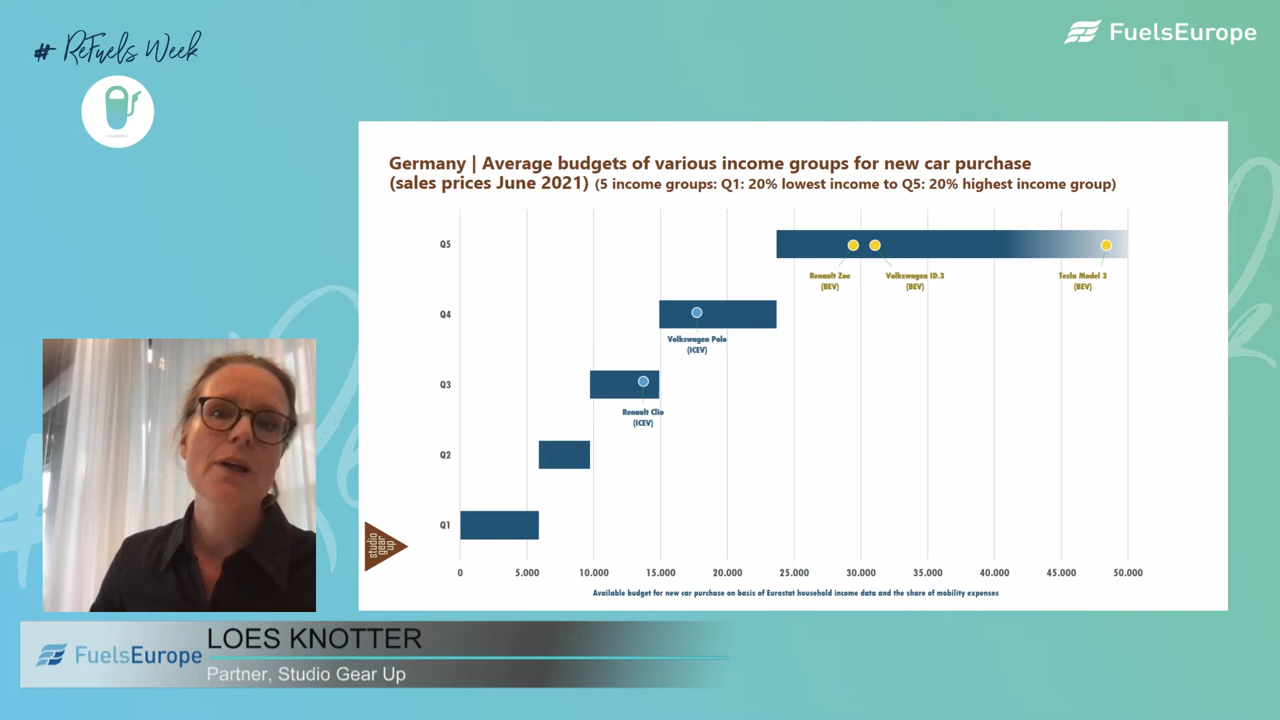 # ReFuels Week
FuelsEurope
Germany | Average budgets of various income groups for new car purchase
(sales prices June 2021) (5 income groups: Q1: 20% lowest income to Q5: 20% highest income group)
Q5
Renault Zoe
(BEV)
Volkswagen ID.3
(BEV)
Tesla Model 3
(BEV)
Q4
Volkswagen Polo
(ICEV)
Q3
Renault Clio
(ICEV)
Q2
Q1
studio
gear
up
0 5.000 10.000 15.000 20.000 25.000 30.000 35.000 40.000 45.000 50.000
Available budget for new car purchase on basis of Eurostat household income data and the share of mobility expenses
FuelsEurope
LOES KNOTTER
Partner, Studio Gear Up